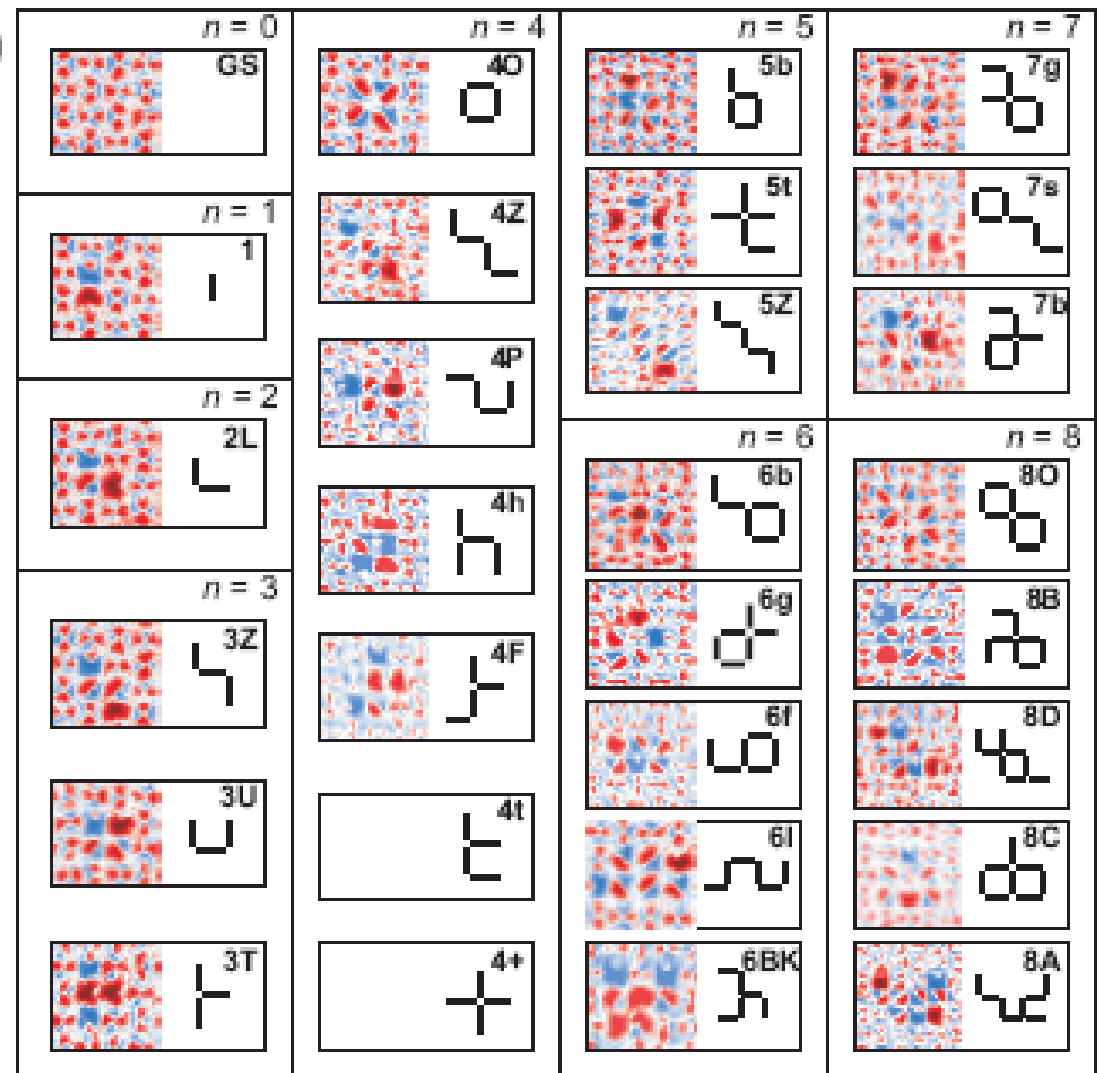 n = 0
GS
n = 1
1
n = 2
2L
n = 3
3Z
3U
3T
n = 4
4O
4Z
4P
4h
4F
4t
4+
n = 5
5b
5t
5Z
n = 6
6b
6g
6f
6I
6BK
n = 7
7g
7s
7b
n = 8
8O
8B
8D
8C
8A